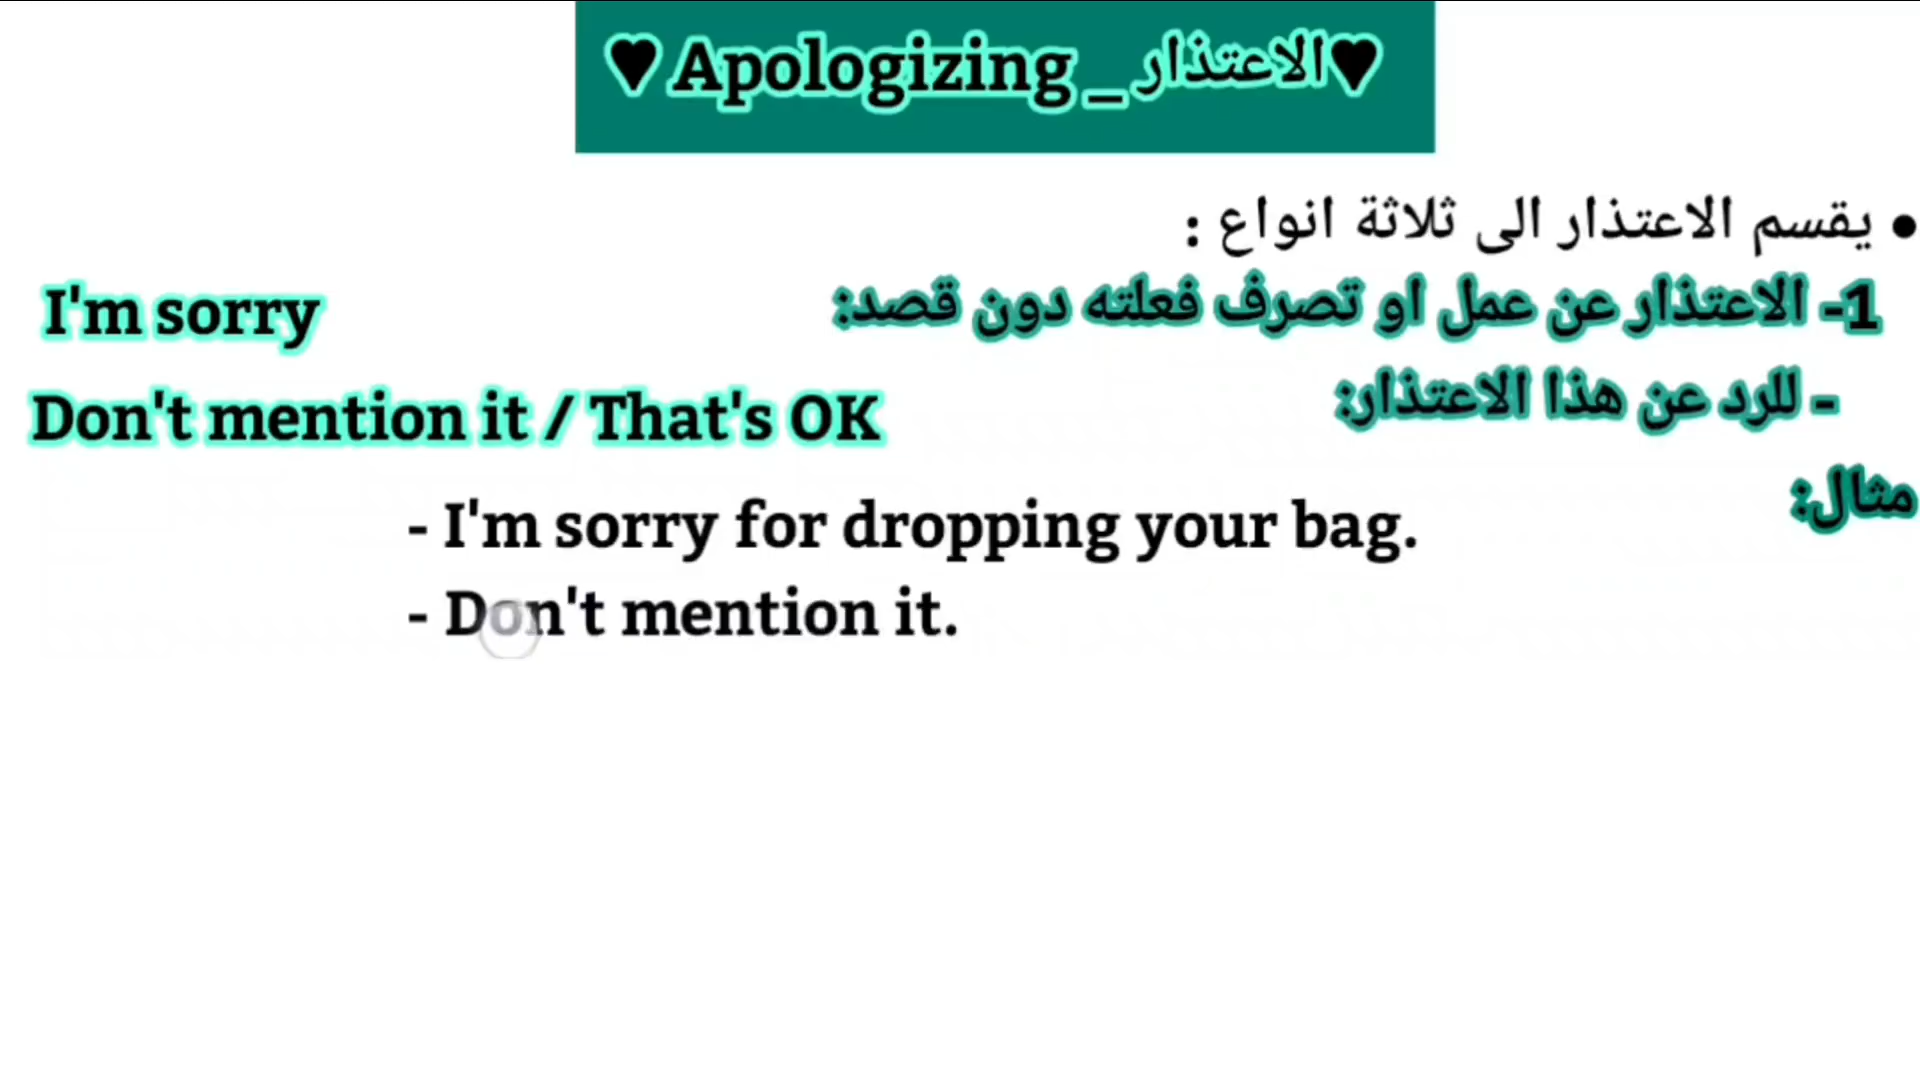 ♥ Apologizing _ الاعتذار♥
• يقسم الاعتذار الى ثلاثة انواع :
1- الاعتذار عن عمل او تصرف فعلته دون قصد:
I'm sorry
- للرد عن هذا الاعتذار:
Don't mention it / That's OK
مثال:
- I'm sorry for dropping your bag.
- Don't mention it.